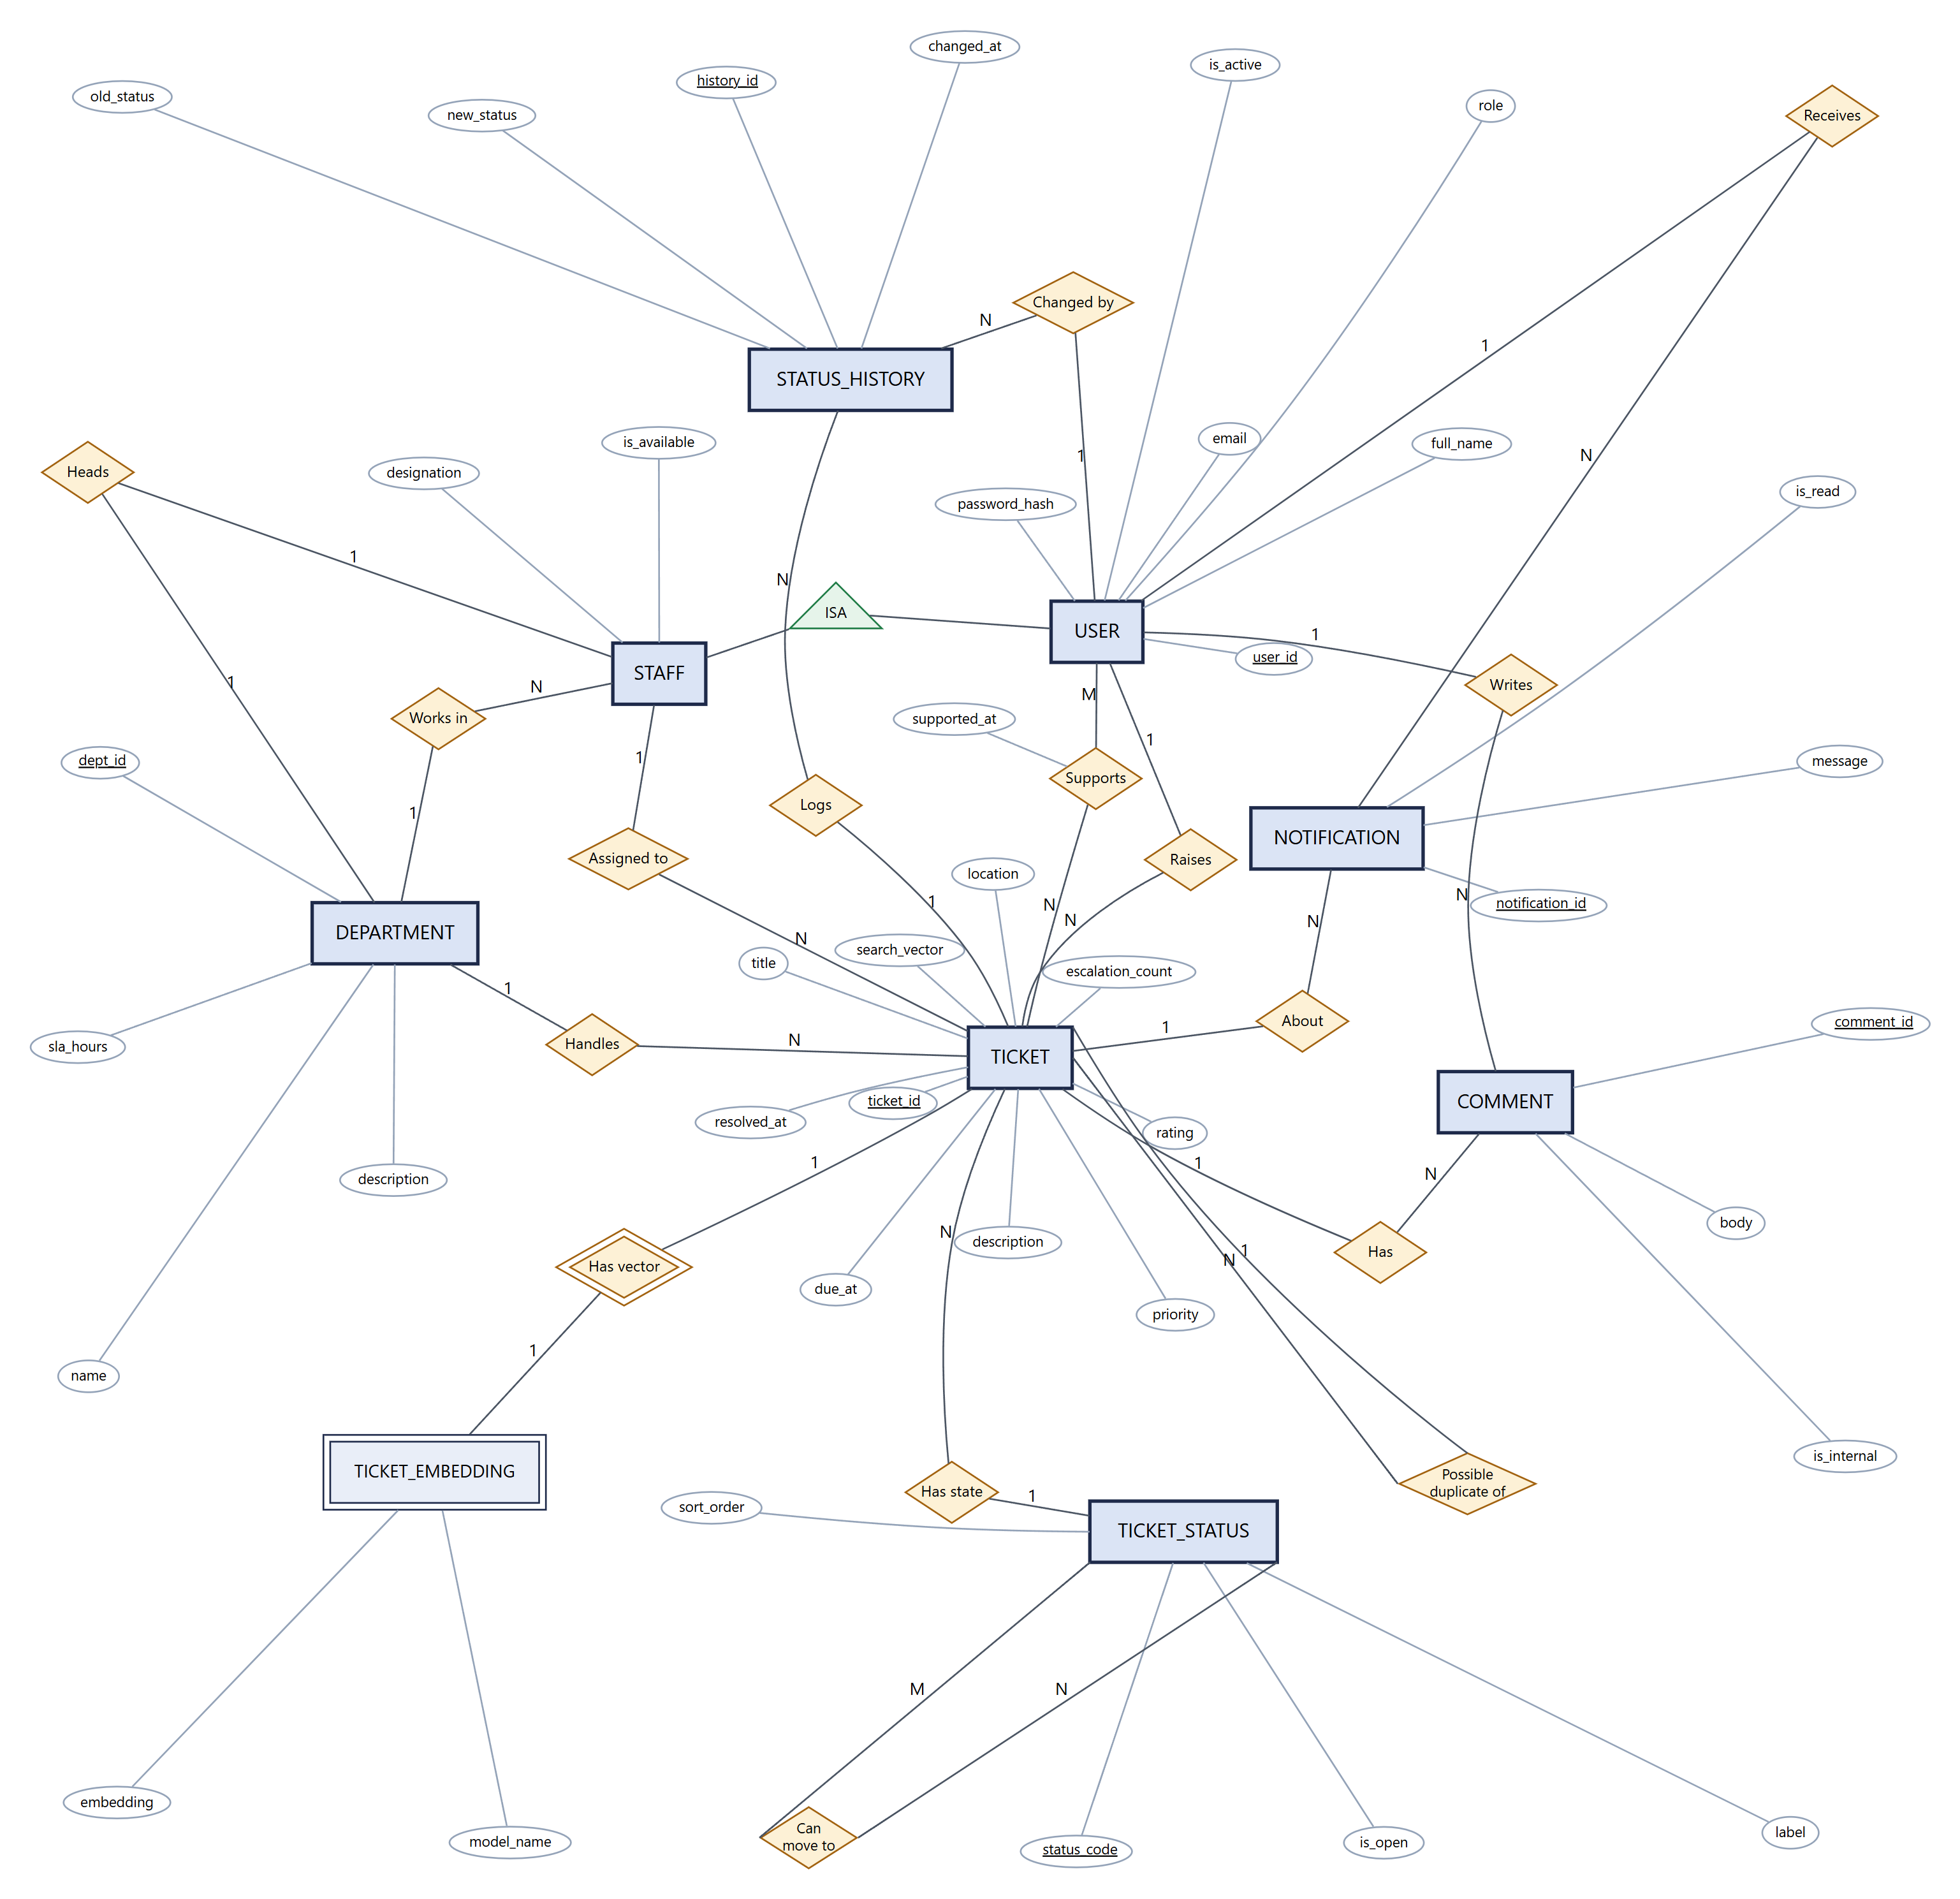 changed_at
is_active
history_id
old_status
role
new_status
Receives
Changed by
N
1
STATUS_HISTORY
email
is_available
full_name
1
N
Heads
designation
is_read
password_hash
1
N
ISA
USER
1
user_id
STAFF
1
N
M
Writes
Works in
supported_at
1
1
dept_id
message
Supports
Logs
1
NOTIFICATION
Assigned to
Raises
location
N
1
N
N
notification_id
N
DEPARTMENT
N
search_vector
title
escalation_count
1
About
comment_id
1
Handles
N
sla_hours
TICKET
ticket_id
COMMENT
resolved_at
rating
1
1
N
description
body
N
description
1
N
Has
Has vector
due_at
priority
1
name
is_internal
TICKET_EMBEDDING
Possible
duplicate of
Has state
1
sort_order
TICKET_STATUS
M
N
embedding
Can
move to
label
model_name
status_code
is_open